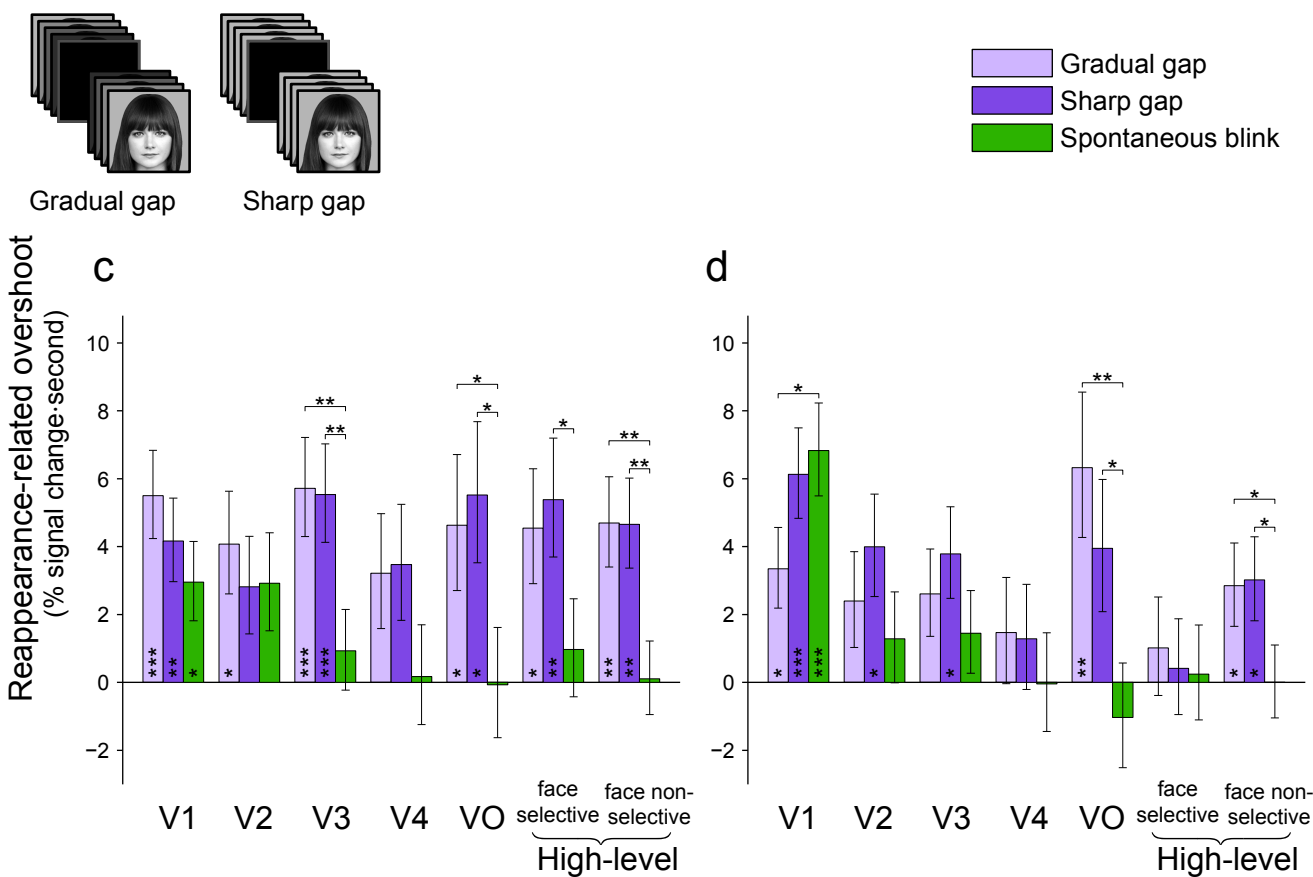 Gradual gap
Sharp gap
Gradual gap
Sharp gap
Spontaneous blink
Reappearance-related overshoot
(% signal change·second)
c
10
8
6
4
2
0
−2
** ** * * * ** **
*** ** * * *** *** * * * ** ** **
V1 V2 V3 V4 VO face selective face non-selective
High-level
d
10
8
6
4
2
0
−2
* ** * * *
* *** *** * * ** * *
V1 V2 V3 V4 VO face selective face non-selective
High-level